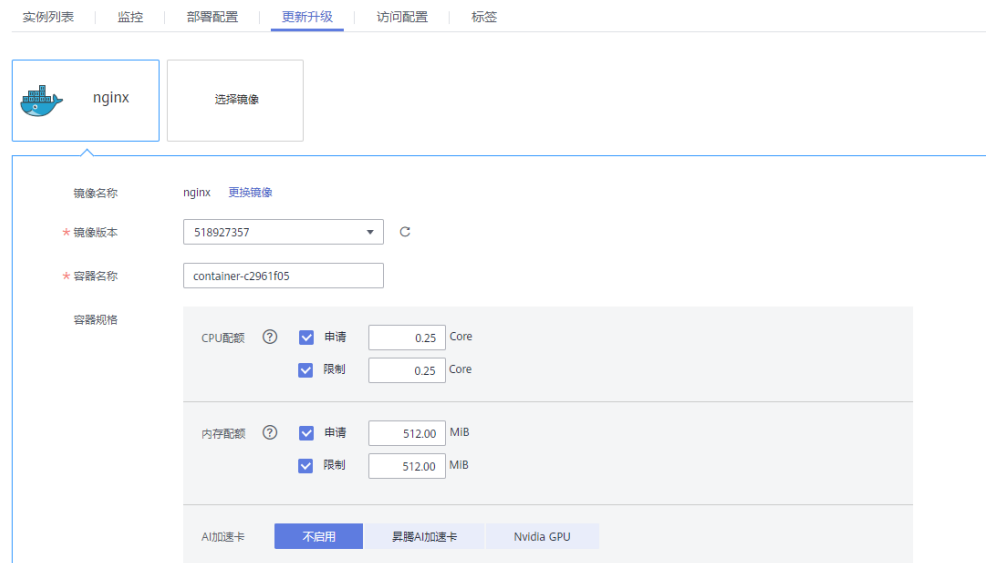 实例列表 监控 部署配置 更新升级 访问配置 标签
nginx 选择镜像
镜像名称 nginx 更换镜像
* 镜像版本 518927357
* 容器名称 container-c2961f05
容器规格
CPU配额 ? 申请 0.25 Core
限制 0.25 Core
内存配额 ? 申请 512.00 MiB
限制 512.00 MiB
AI加速卡 不启用 昇腾AI加速卡 Nvidia GPU